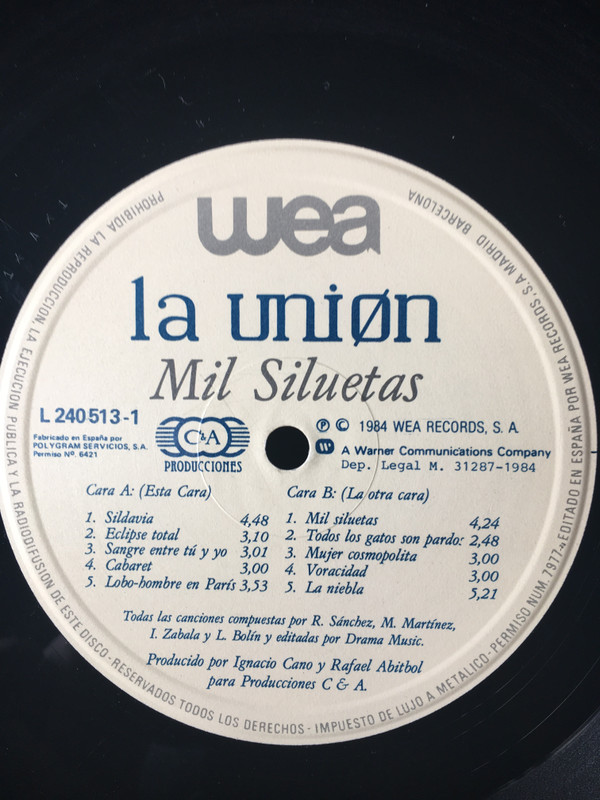 wea
la uniøn
Mil Siluetas
L 240513-1
Fabricado en España por
POLYGRAM SERVICIOS, S.A.
Permiso Nº. 6421
C&A
PRODUCCIONES
Ⓟ © 1984 WEA RECORDS, S. A.
A Warner Communications Company
Dep. Legal M. 31287-1984
Cara A: (Esta Cara)
1. Sildavia 4,48
2. Eclipse total 3,10
3. Sangre entre tú y yo 3,01
4. Cabaret 3,00
5. Lobo-hombre en París 3,53
Cara B: (La otra cara)
1. Mil siluetas 4,24
2. Todos los gatos son pardo: 2,48
3. Mujer cosmopolita 3,00
4. Voracidad 3,00
5. La niebla 5,21
Todas las canciones compuestas por R. Sánchez, M. Martínez,
I. Zabala y L. Bolín y editadas por Drama Music.
Producido por Ignacio Cano y Rafael Abitbol
para Producciones C & A.
PROHIBIDA LA REPRODUCCION, LA EJECUCION PUBLICA Y LA RADIODIFUSION DE ESTE DISCO - RESERVADOS TODOS LOS DERECHOS - IMPUESTO DE LUJO A METALICO - PERMISO NUM. 7977 - EDITADO EN ESPAÑA POR WEA RECORDS, S.A. MADRID BARCELONA